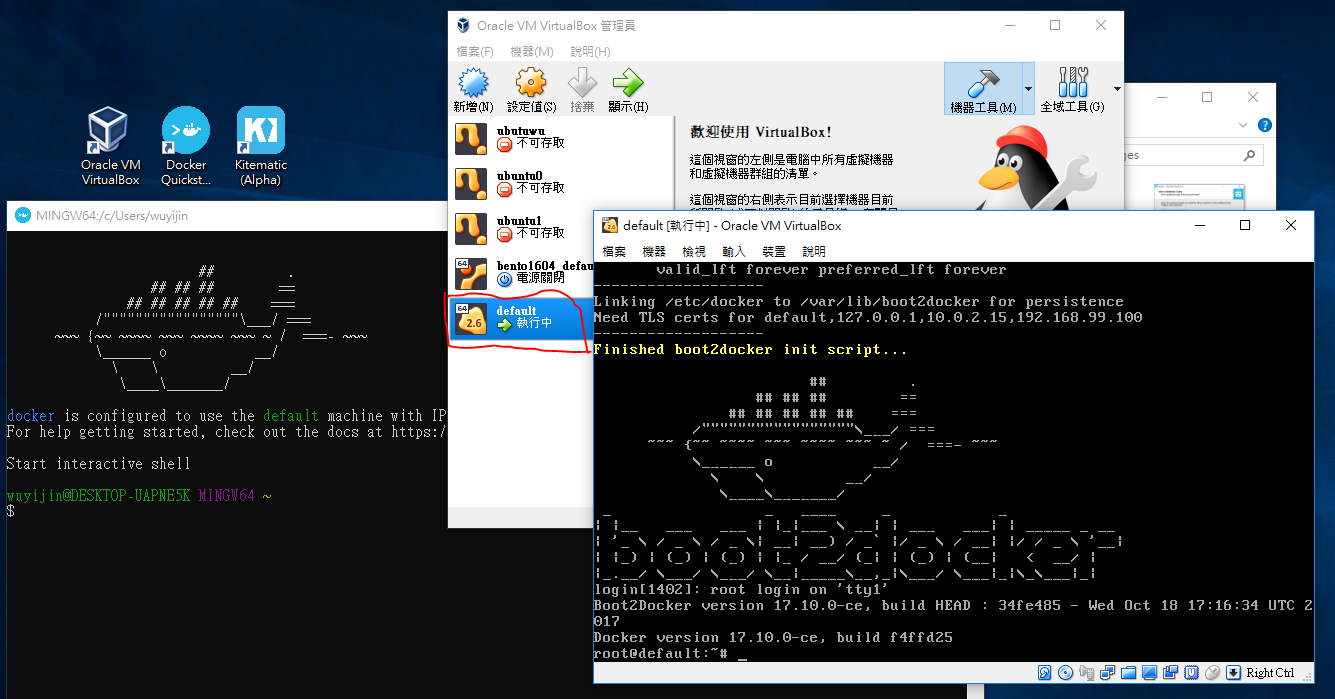 Oracle VM
VirtualBox
Docker
Quickst...
Kitematic
(Alpha)
MINGW64:/c/Users/wuyijin
docker is configured to use the default machine with IP
For help getting started, check out the docs at https:/
Start interactive shell
wuyijin@DESKTOP-UAPNE5K MINGW64 ~
$
Oracle VM VirtualBox 管理員
檔案(F) 機器(M) 說明(H)
新增(N) 設定值(S) 捨棄 顯示(H)
機器工具(M) 全域工具(G)
ubutuwu
不可存取
ubuntu0
不可存取
ubuntu1
不可存取
64
bento1604_defau
電源關閉
64
2.6
default
執行中
歡迎使用 VirtualBox!
這個視窗的左側是電腦中所有虛擬機器
和虛擬機器群組的清單。
這個視窗的右側表示目前選擇機器目前
ges
default [執行中] - Oracle VM VirtualBox
檔案 機器 檢視 輸入 裝置 說明
valid_lft forever preferred_lft forever
--------------------
Linking /etc/docker to /var/lib/boot2docker for persistence
Need TLS certs for default,127.0.0.1,10.0.2.15,192.168.99.100
--------------------
Finished boot2docker init script...
boot2docker
login[1402]: root login on 'tty1'
Boot2Docker version 17.10.0-ce, build HEAD : 34fe485 - Wed Oct 18 17:16:34 UTC 2
017
Docker version 17.10.0-ce, build f4ffd25
root@default:~# _
Right Ctrl